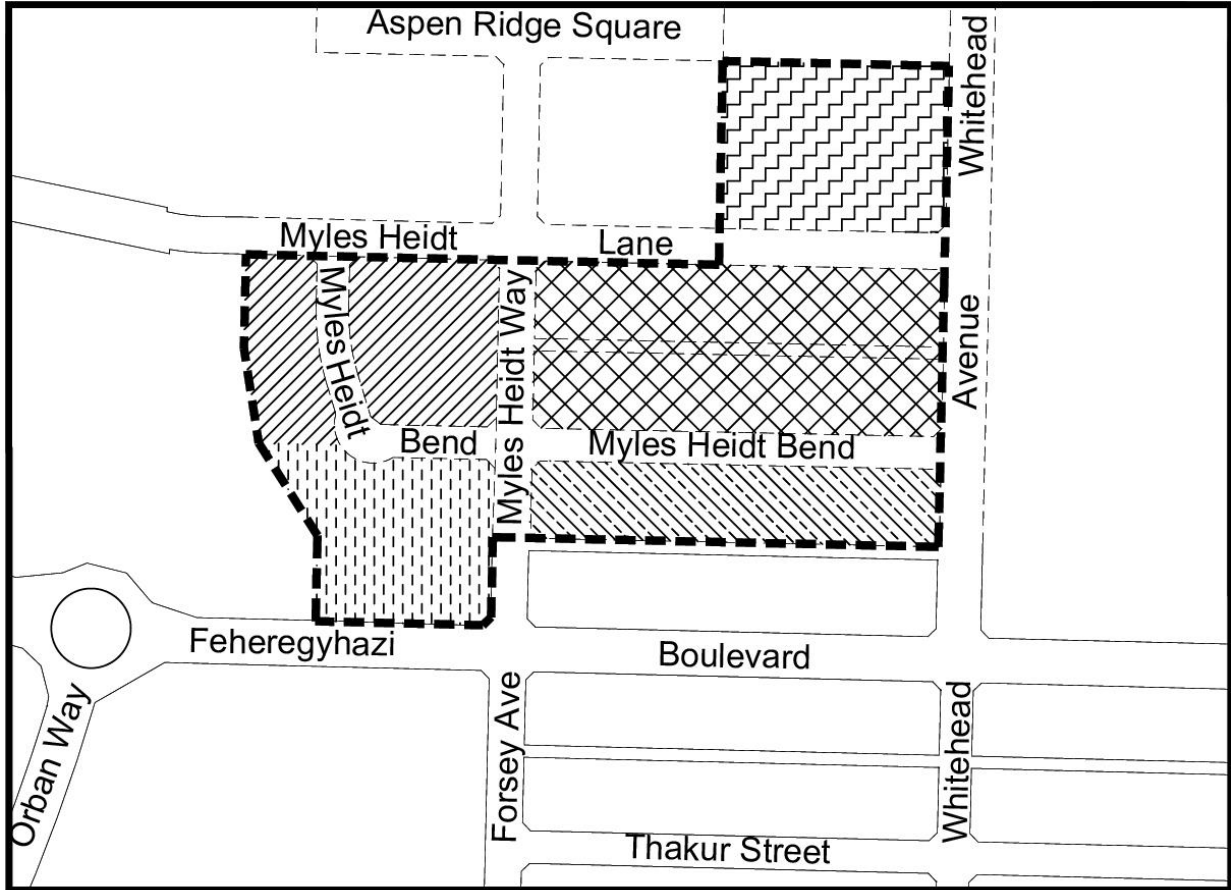 Aspen Ridge Square
Whitehead
Myles Heidt
Lane
Myles Heidt
Myles Heidt Way
Avenue
Bend
Myles Heidt Bend
Feheregyhazi
Boulevard
Orban Way
Forsey Ave
Whitehead
Thakur Street